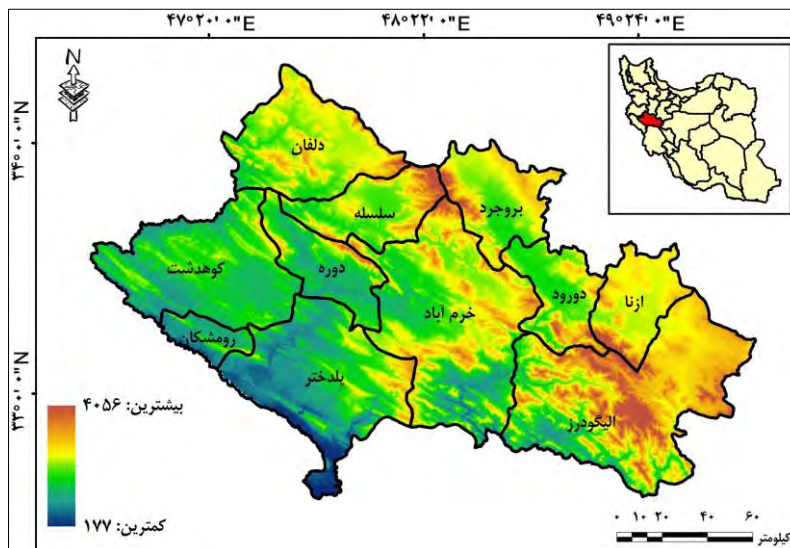 ۴۷°۲۰'۰"E
۴۸°۲۲'۰"E
۴۹°۲۴'۰"E
N
۳۴°۰'۰"N
۳۳°۰'۰"N
دلفان
بروجرد
سلسله
کوهدشت
دوره
دورود
ازنا
خرم آباد
رومشکان
پلدختر
الیگودرز
بیشترین: ۴۰۵۶
کمترین: ۱۷۷
۰ ۱۰ ۲۰ ۴۰ ۶۰
کیلومتر